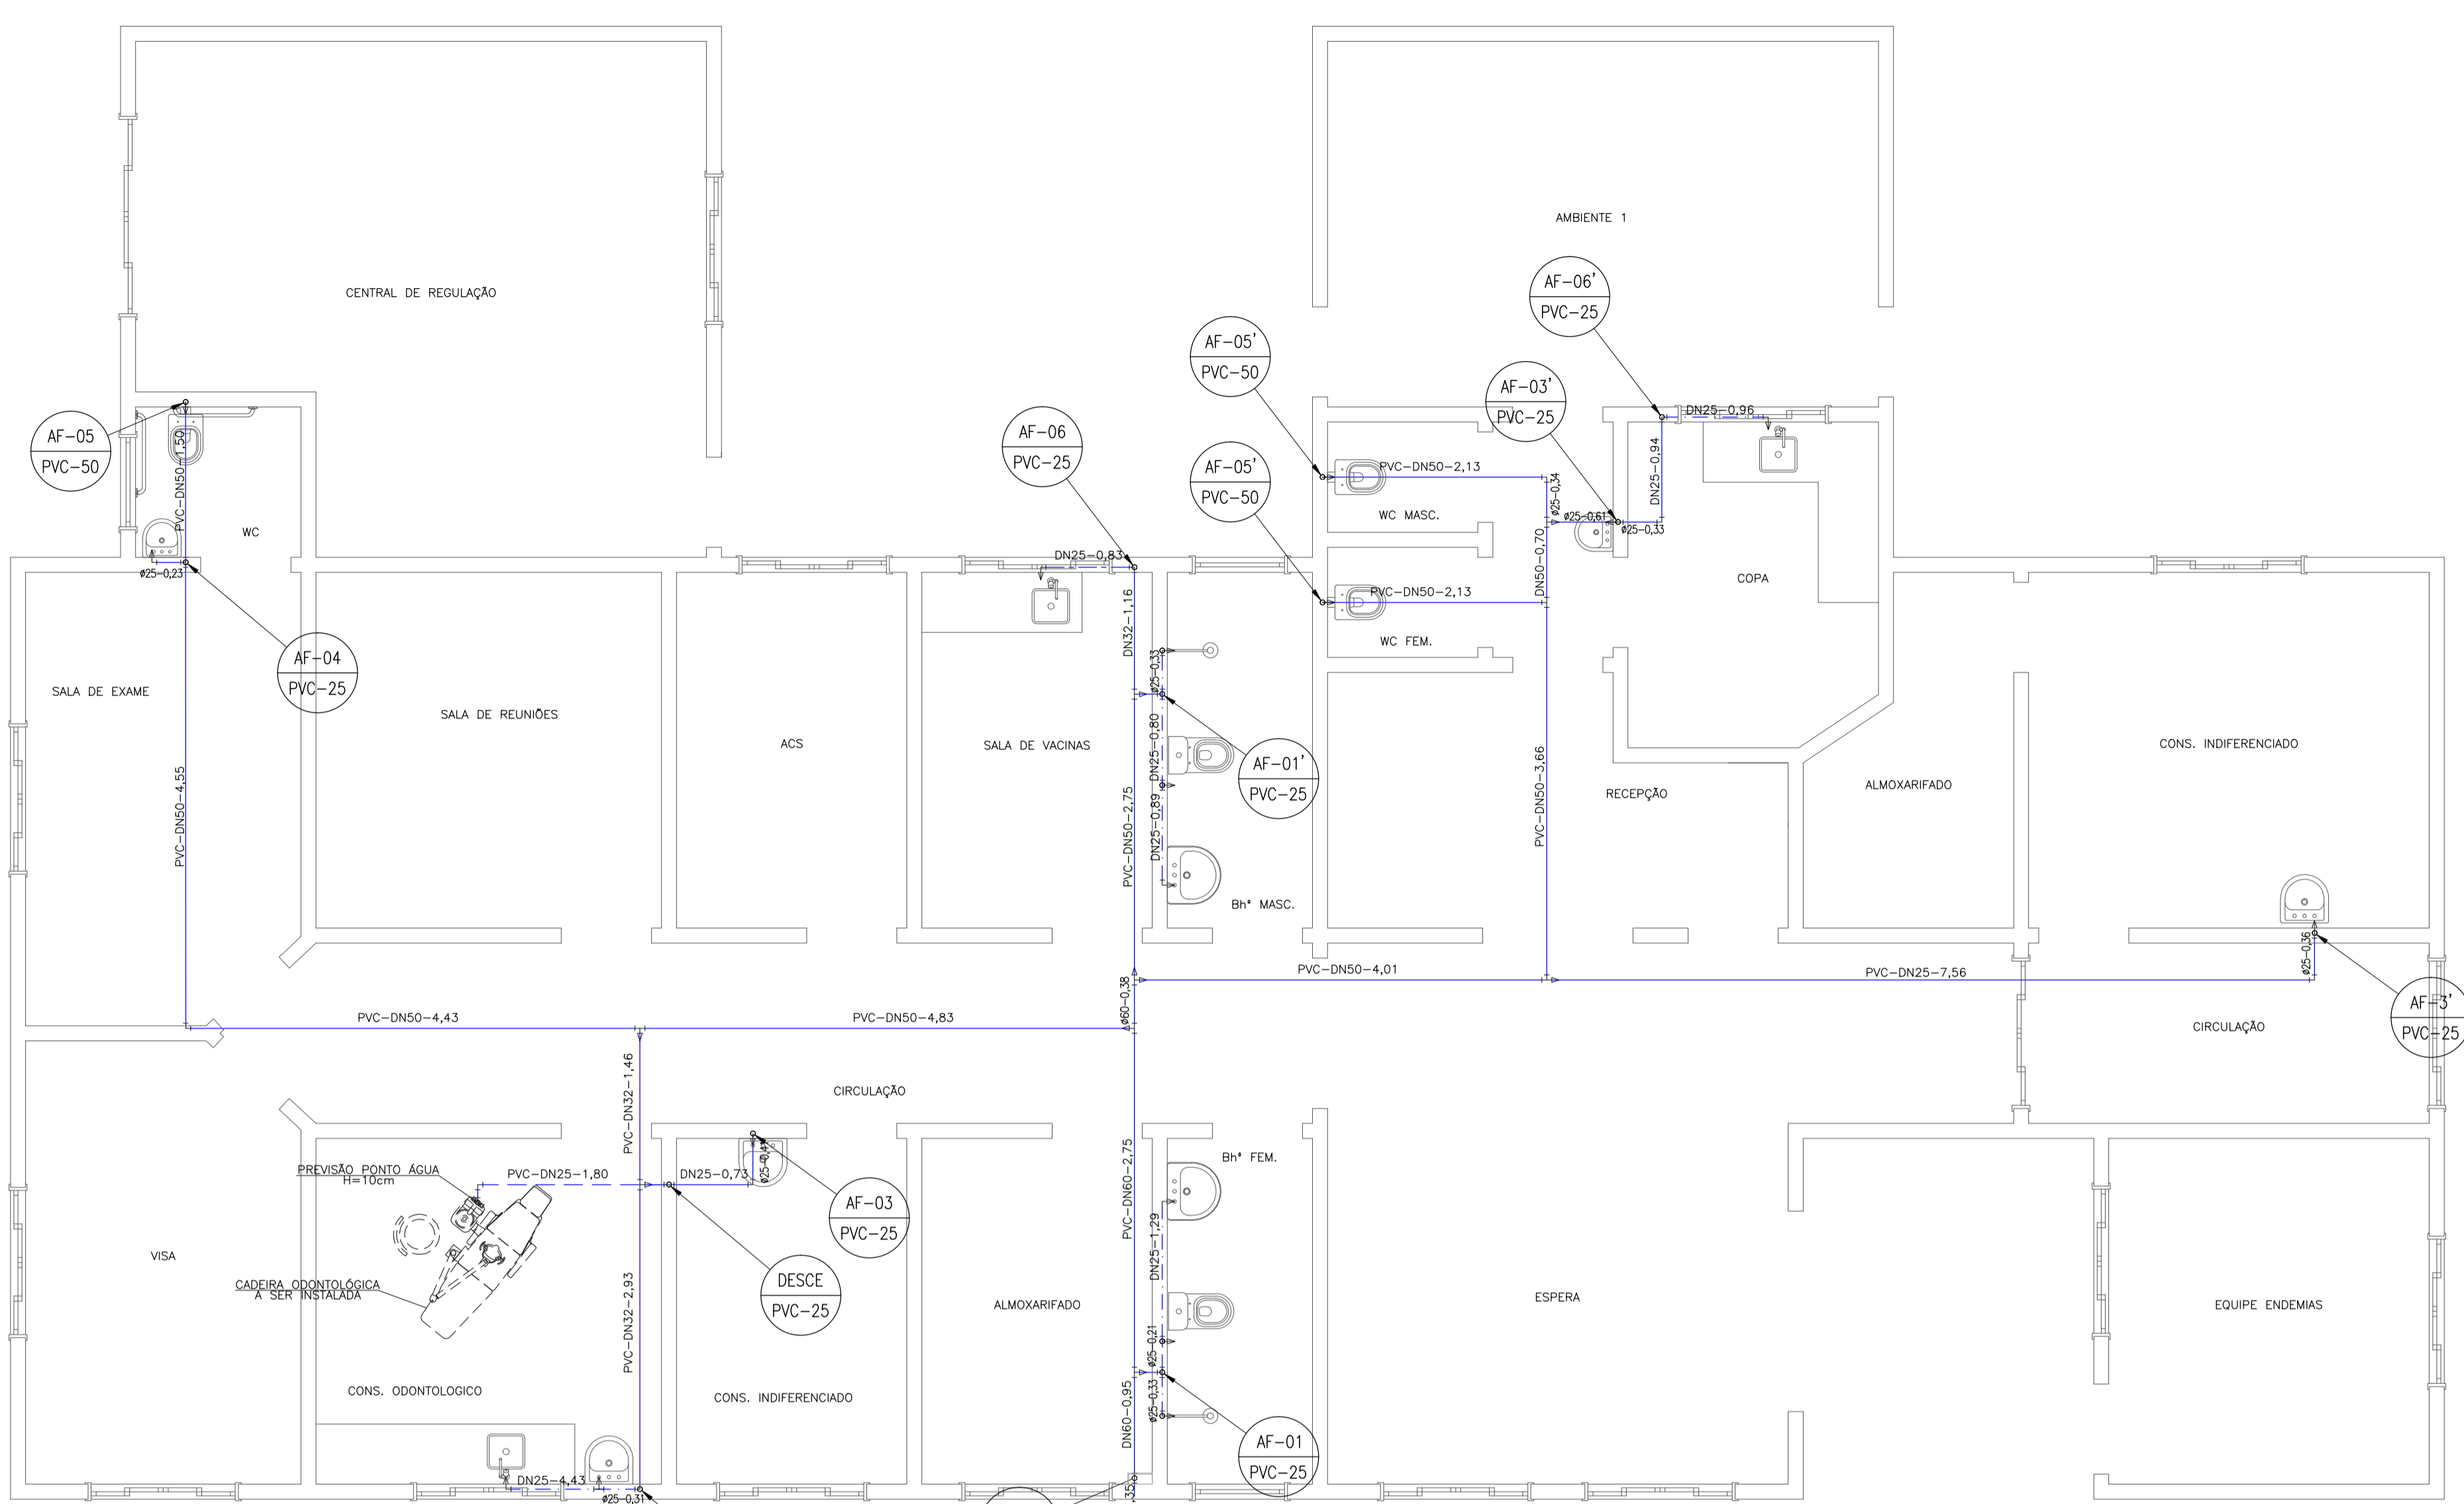 AMBIENTE 1
CENTRAL DE REGULAÇÃO
AF-06'
PVC-25
AF-05'
PVC-50
AF-03'
PVC-25
DN25-0,96
AF-05
PVC-50
PVC-DN50-1,50
AF-06
PVC-25
AF-05'
PVC-50
PVC-DN50-2,13
DN25-0,94
ø25-0,34
ø25-0,61
ø25-0,33
WC MASC.
WC
DN25-0,83
DN50-0,70
ø25-0,23
COPA
PVC-DN50-2,13
DN32-1,16
WC FEM.
AF-04
PVC-25
ø25-0,33
SALA DE EXAME
SALA DE REUNIÕES
ACS
SALA DE VACINAS
DN25-0,80
AF-01'
PVC-25
CONS. INDIFERENCIADO
ALMOXARIFADO
RECEPÇÃO
PVC-DN50-4,55
PVC-DN50-2,75
DN25-0,89
PVC-DN50-3,66
Bhº MASC.
ø25-0,36
PVC-DN50-4,01
PVC-DN25-7,56
ø60-0,38
PVC-DN50-4,43
PVC-DN50-4,83
AF-3'
PVC-25
CIRCULAÇÃO
CIRCULAÇÃO
PVC-DN32-1,46
Bhº FEM.
PREVISÃO PONTO ÁGUA
H=10cm
PVC-DN25-1,80
DN25-0,73
ø25-0,41
PVC-DN60-2,75
AF-03
PVC-25
DN25-1,29
VISA
CADEIRA ODONTOLÓGICA
A SER INSTALADA
DESCE
PVC-25
PVC-DN32-2,93
ALMOXARIFADO
ESPERA
EQUIPE ENDEMIAS
ø25-0,21
CONS. ODONTOLOGICO
CONS. INDIFERENCIADO
DN60-0,95
ø25-0,33
AF-01
PVC-25
DN25-4,43
ø25-0,31